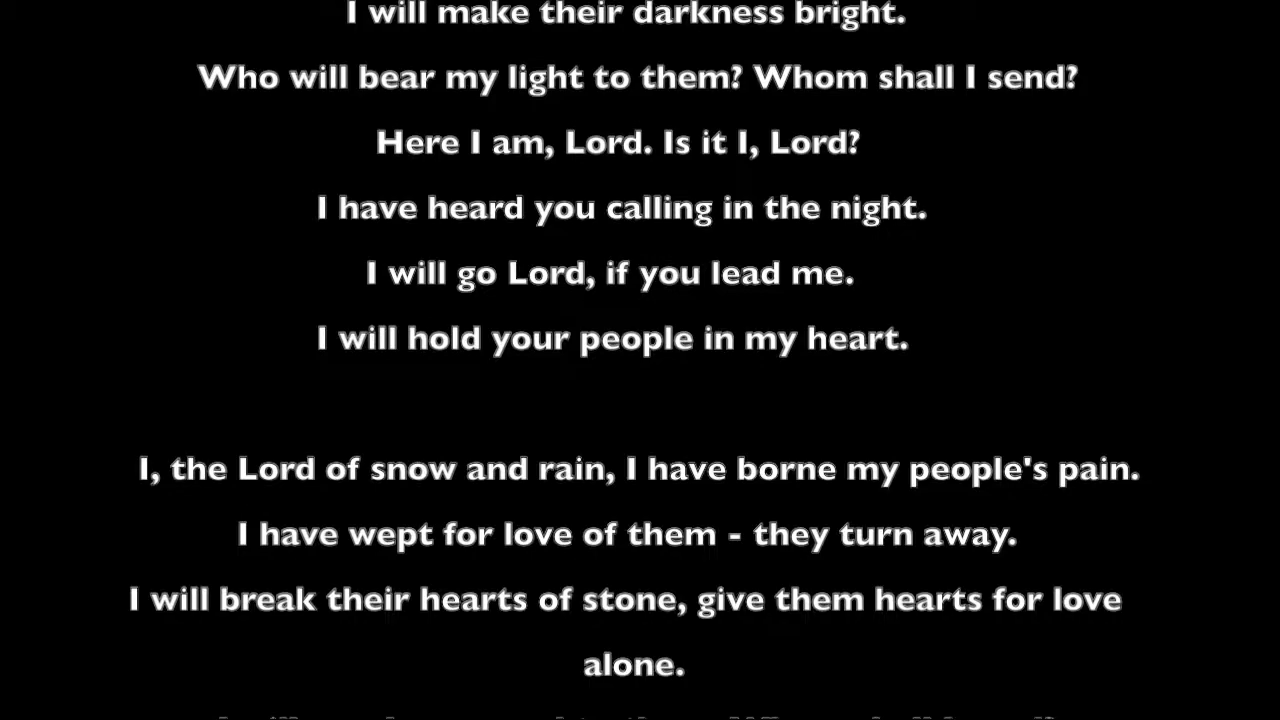 I will make their darkness bright.
Who will bear my light to them? Whom shall I send?
Here I am, Lord. Is it I, Lord?
I have heard you calling in the night.
I will go Lord, if you lead me.
I will hold your people in my heart.
I, the Lord of snow and rain, I have borne my people's pain.
I have wept for love of them - they turn away.
I will break their hearts of stone, give them hearts for love
alone.